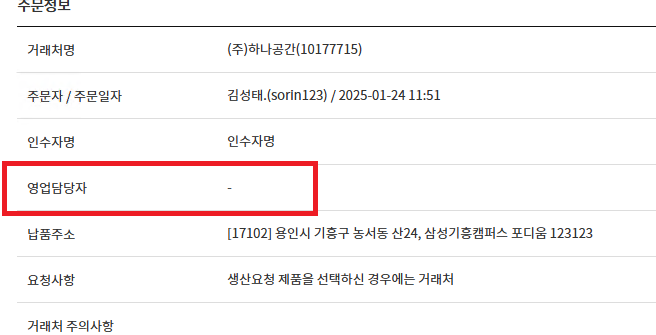 주문정보
거래처명 (주)하나공간(10177715)
주문자 / 주문일자 김성태.(sorin123) / 2025-01-24 11:51
인수자명 인수자명
영업담당자 -
납품주소 [17102] 용인시 기흥구 농서동 산24, 삼성기흥캠퍼스 포디움 123123
요청사항 생산요청 제품을 선택하신 경우에는 거래처
거래처 주의사항